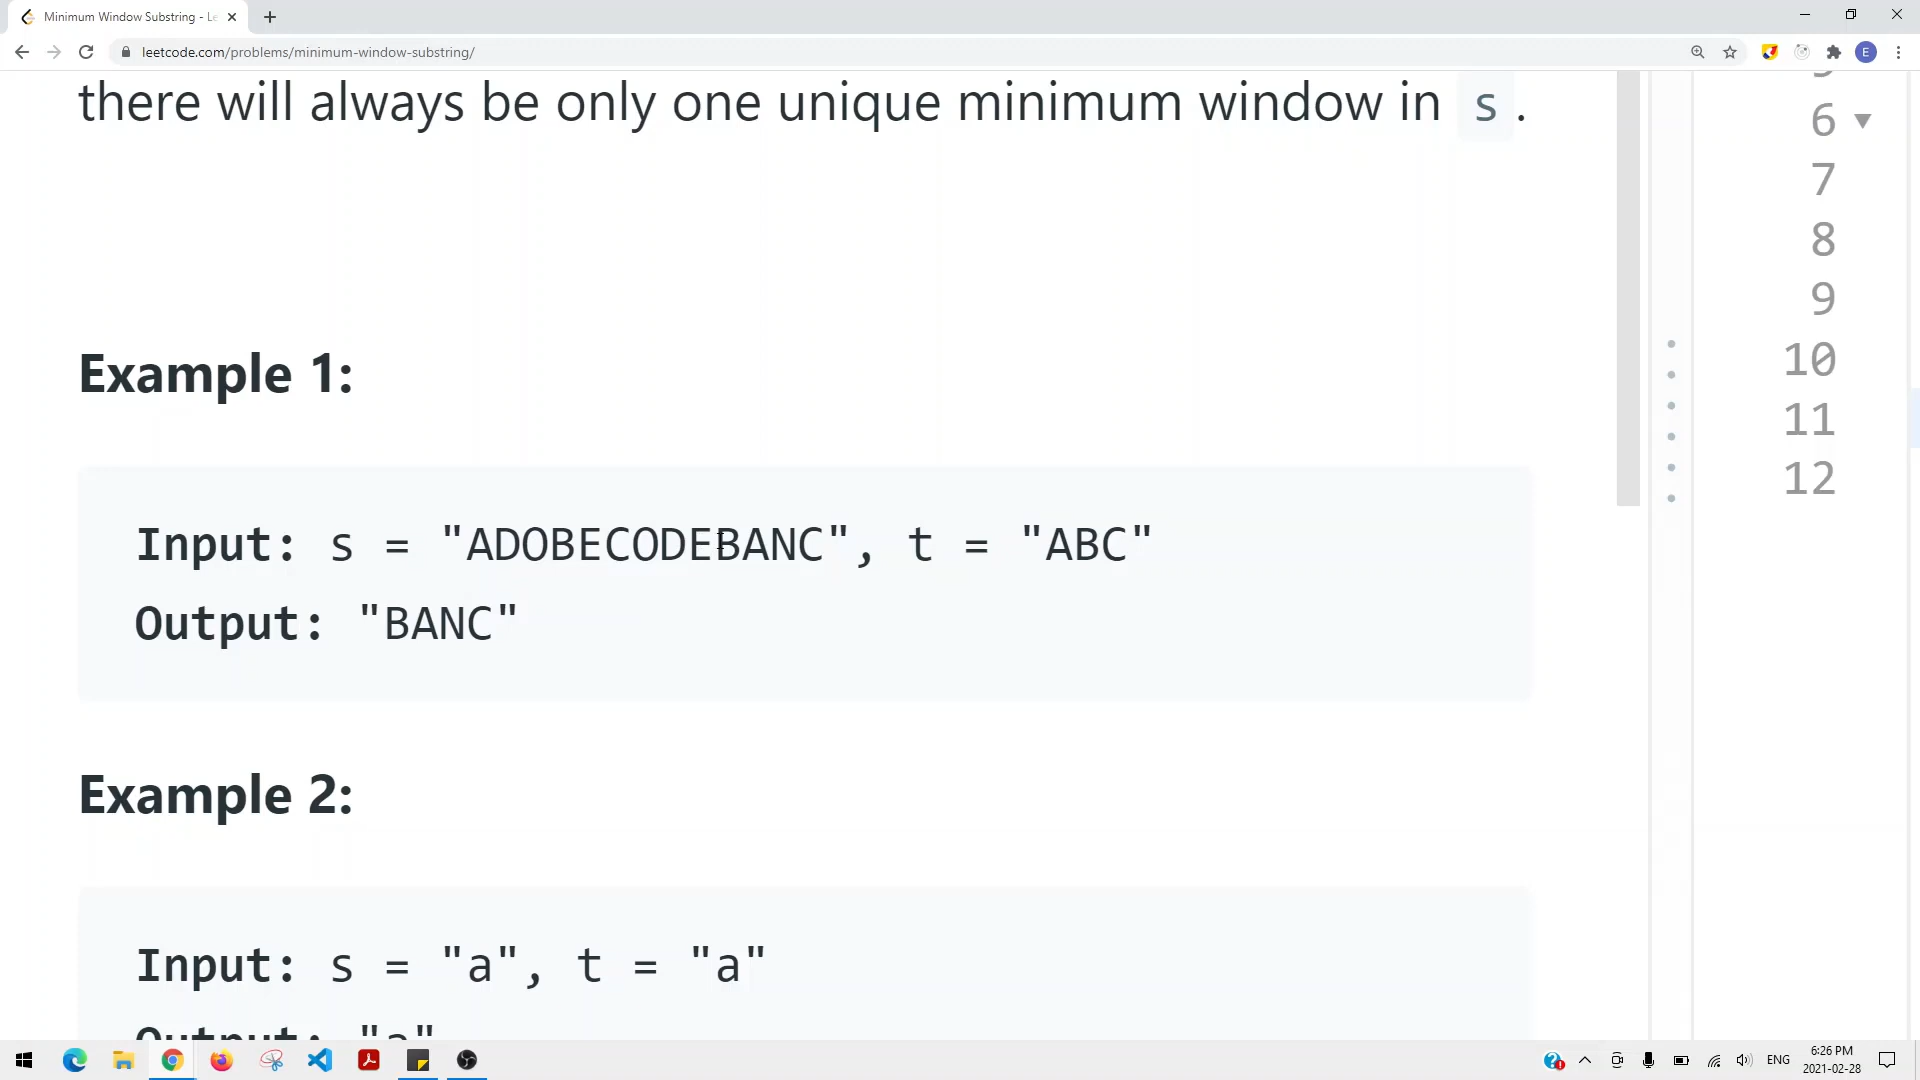 Minimum Window Substring - Le
leetcode.com/problems/minimum-window-substring/
E
there will always be only one unique minimum window in s.
6
7
8
9
10
11
12
Example 1:
Input: s = "ADOBECODEBANC", t = "ABC"
Output: "BANC"
Example 2:
Input: s = "a", t = "a"
Output: "a"
ENG
6:26 PM
2021-02-28